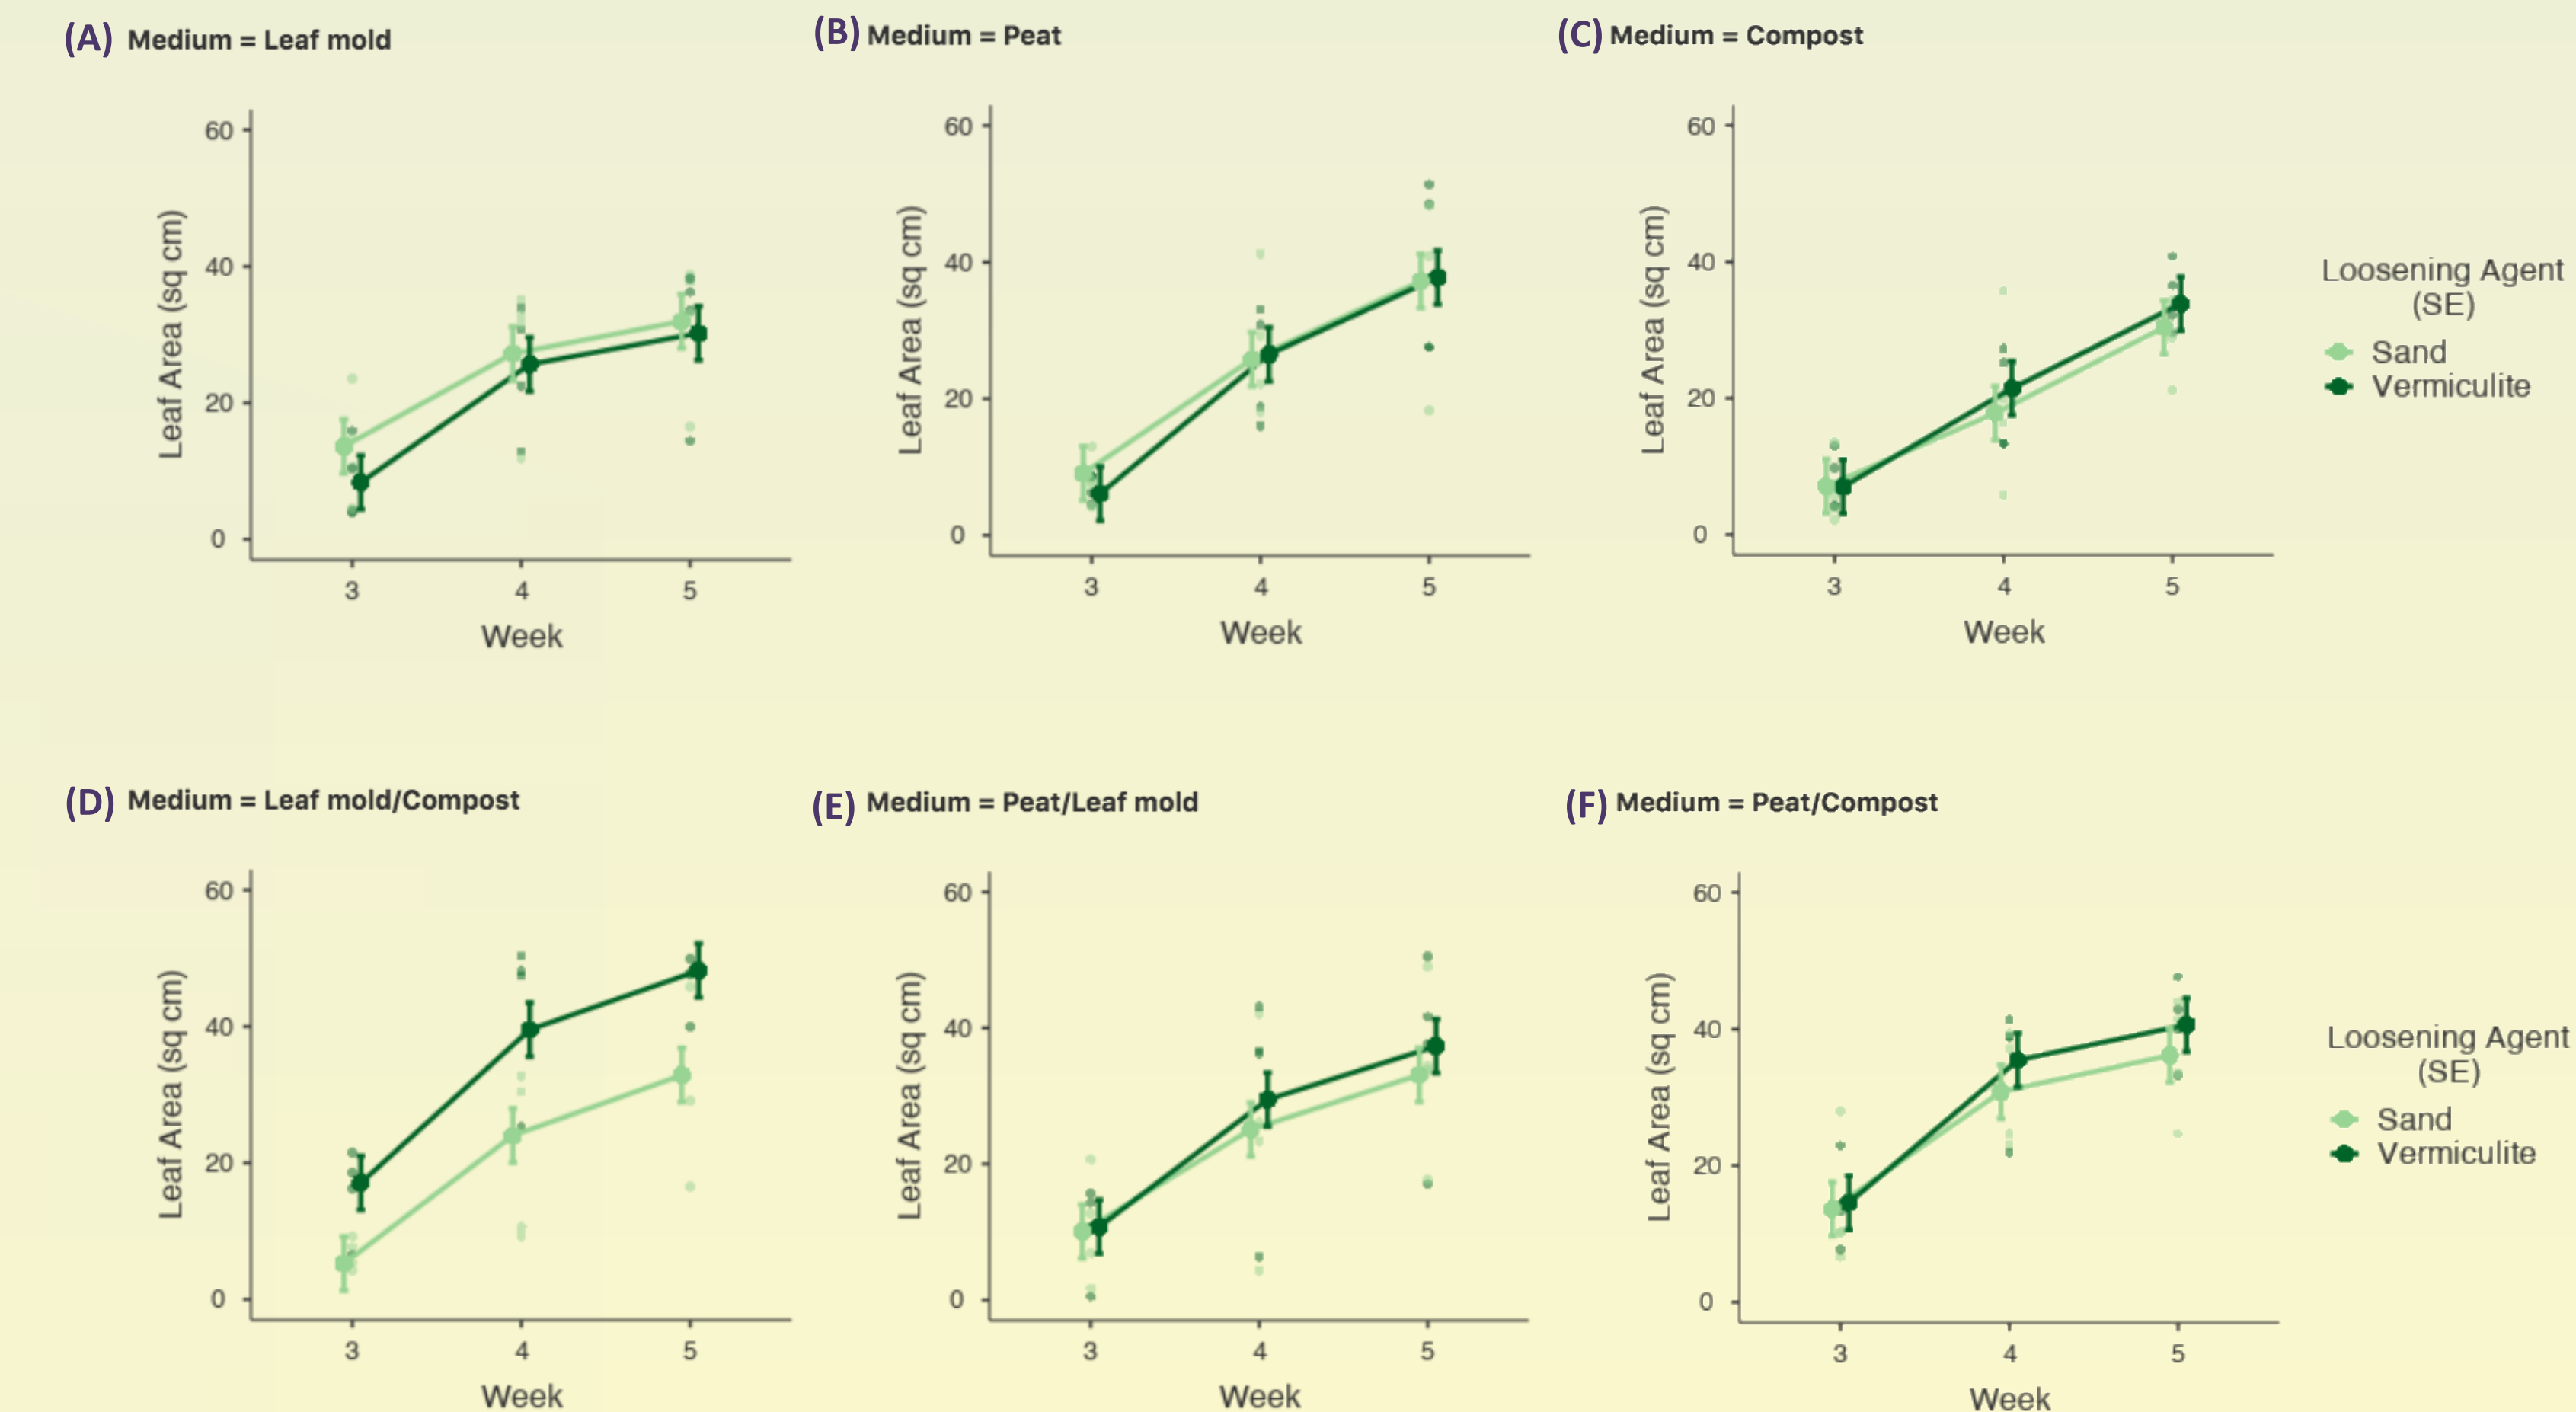 (A) Medium = Leaf mold
60
40
20
0
Leaf Area (sq cm)
3 4 5
Week
(B) Medium = Peat
60
40
20
0
Leaf Area (sq cm)
3 4 5
Week
(C) Medium = Compost
60
40
20
0
Leaf Area (sq cm)
3 4 5
Week
Loosening Agent
(SE)
Sand
Vermiculite
(D) Medium = Leaf mold/Compost
60
40
20
0
Leaf Area (sq cm)
3 4 5
Week
(E) Medium = Peat/Leaf mold
60
40
20
0
Leaf Area (sq cm)
3 4 5
Week
(F) Medium = Peat/Compost
60
40
20
0
Leaf Area (sq cm)
3 4 5
Week
Loosening Agent
(SE)
Sand
Vermiculite